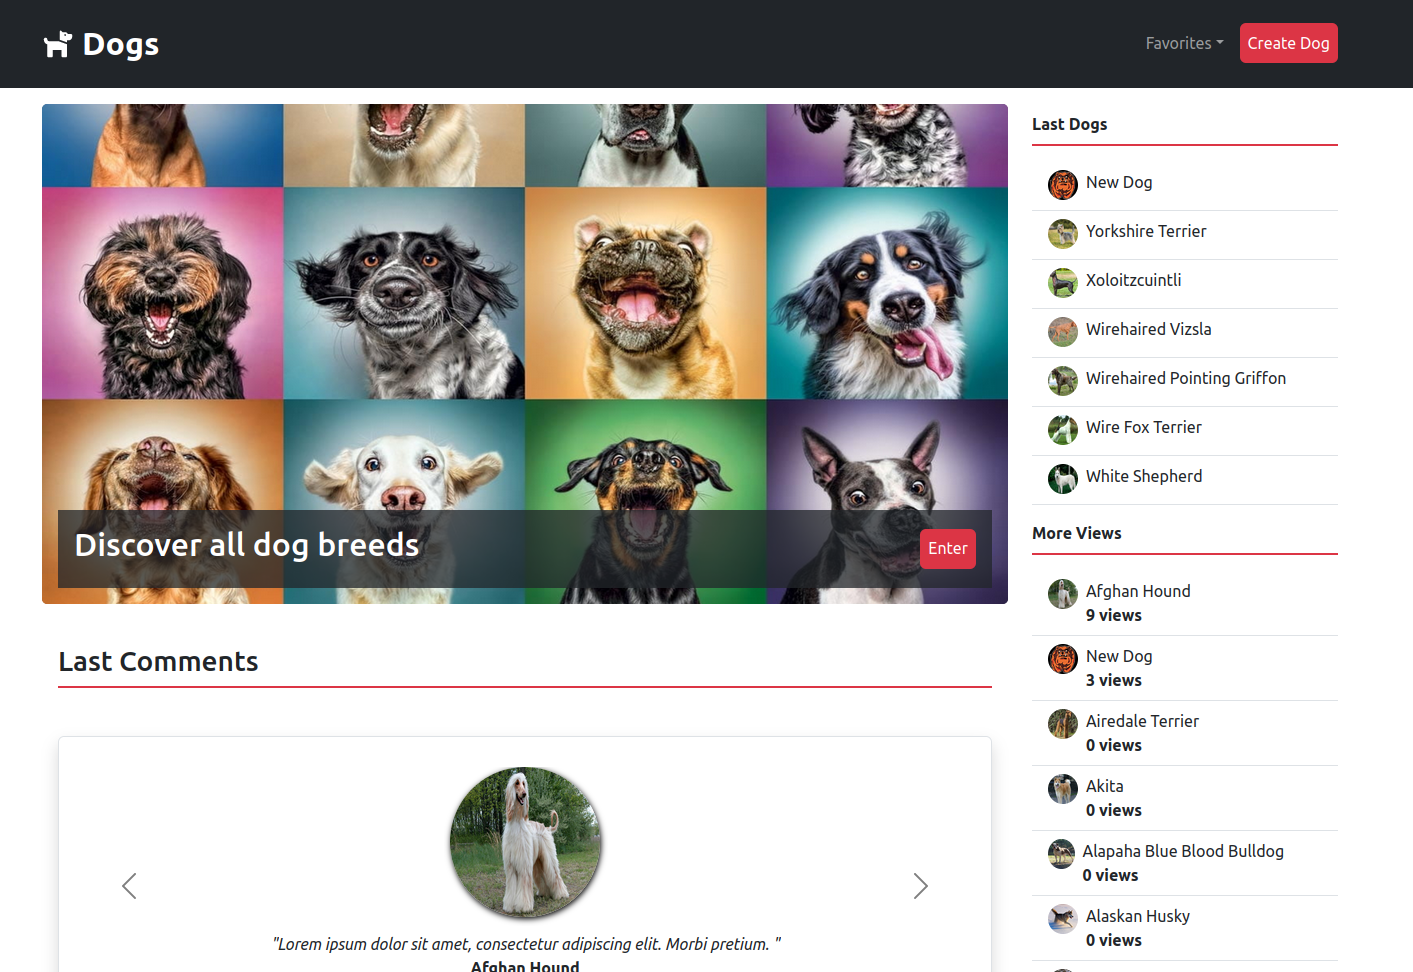 Dogs
Favorites
Create Dog
Discover all dog breeds
Enter
Last Comments
"Lorem ipsum dolor sit amet, consectetur adipiscing elit. Morbi pretium. "
Afghan Hound
Last Dogs
New Dog
Yorkshire Terrier
Xoloitzcuintli
Wirehaired Vizsla
Wirehaired Pointing Griffon
Wire Fox Terrier
White Shepherd
More Views
Afghan Hound
9 views
New Dog
3 views
Airedale Terrier
0 views
Akita
0 views
Alapaha Blue Blood Bulldog
0 views
Alaskan Husky
0 views